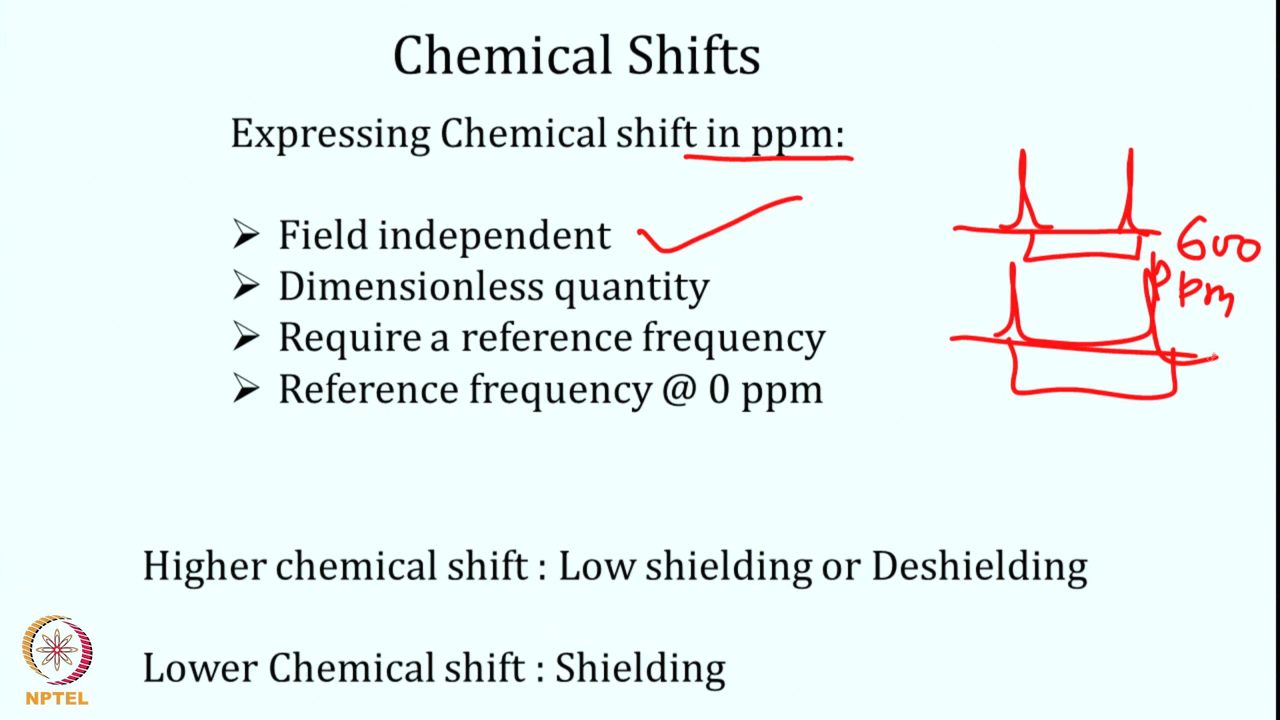 Chemical Shifts
Expressing Chemical shift in ppm:
➢ Field independent
➢ Dimensionless quantity
➢ Require a reference frequency
➢ Reference frequency @ 0 ppm
600
ppm
Higher chemical shift : Low shielding or Deshielding
Lower Chemical shift : Shielding
NPTEL